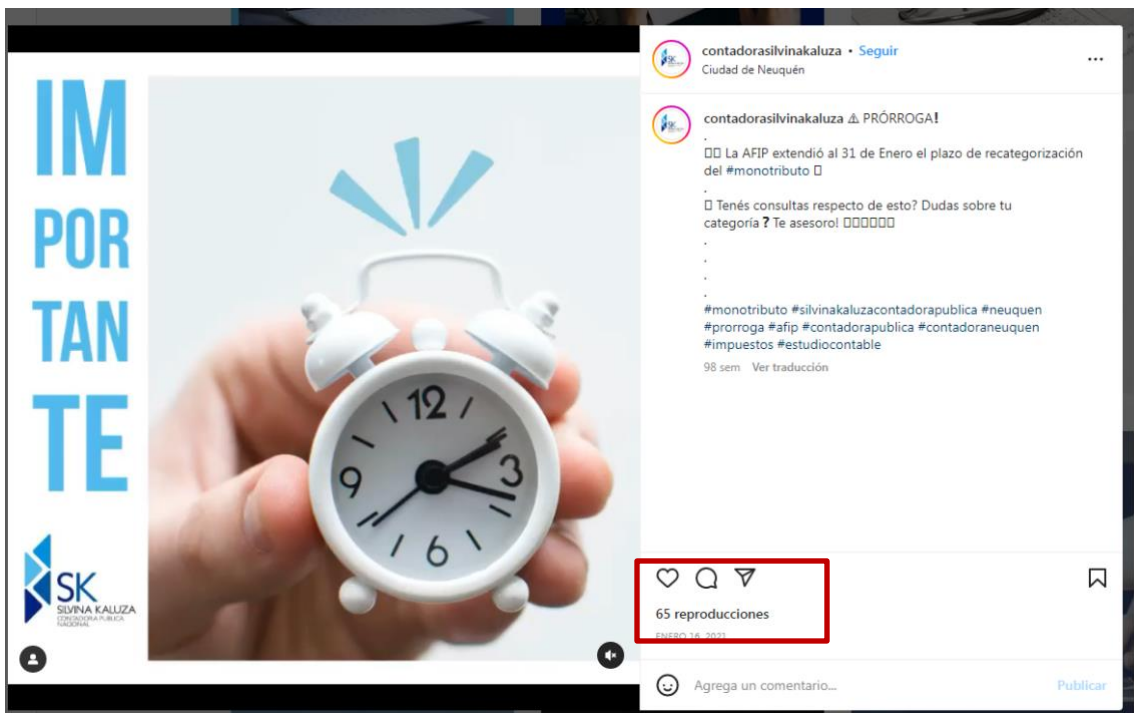 IM
POR
TAN
TE
SK
SILVINA KALUZA
CONTADORA PUBLICA
NACIONAL
12
3
6
9
contadorasilvinakaluza • Seguir
Ciudad de Neuquén
contadorasilvinakaluza ⚠ PRÓRROGA!
.
La AFIP extendió al 31 de Enero el plazo de recategorización
del #monotributo
.
Tenés consultas respecto de esto? Dudas sobre tu
categoría ? Te asesoro!
.
.
.
.
#monotributo #silvinakaluzacontadorapublica #neuquen
#prorroga #afip #contadorapublica #contadoraneuquen
#impuestos #estudiocontable
98 sem Ver traducción
65 reproducciones
ENERO 16, 2021
Agrega un comentario...
Publicar